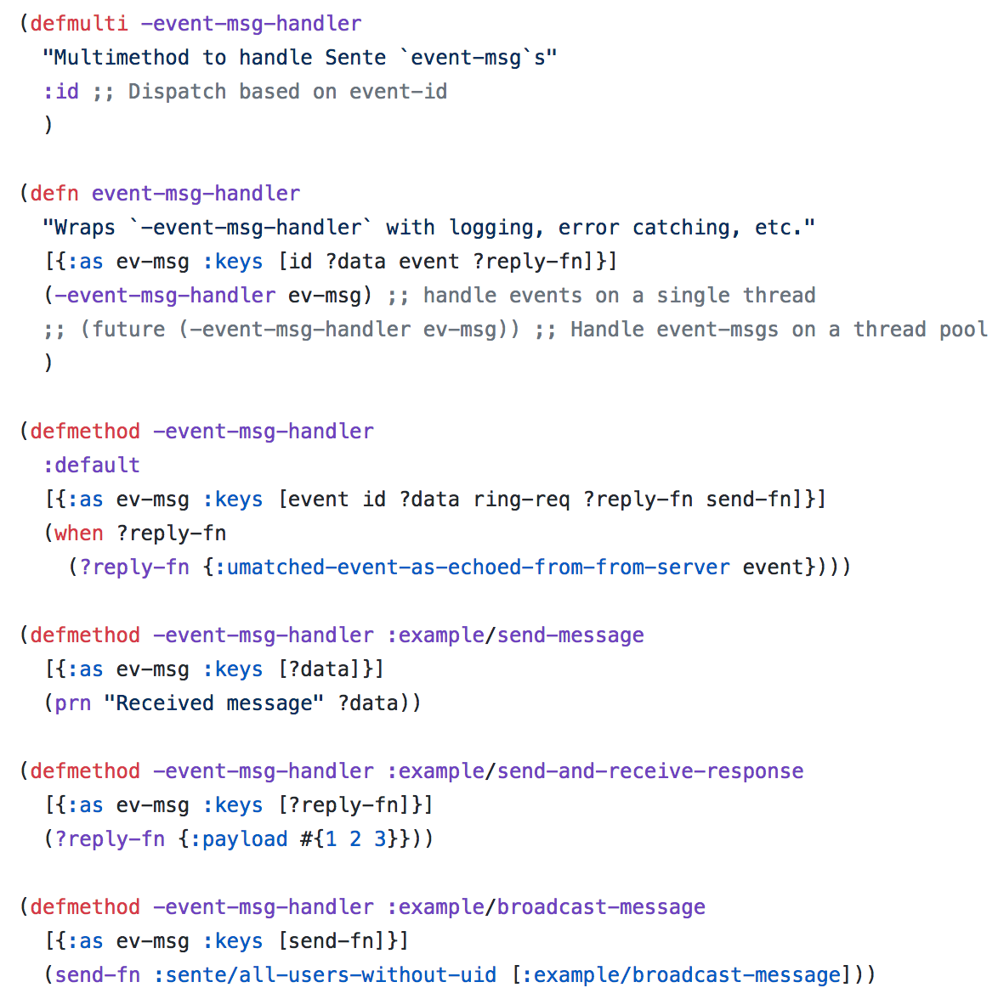 (defmulti -event-msg-handler
  "Multimethod to handle Sente `event-msg`s"
  :id ;; Dispatch based on event-id
  )

(defn event-msg-handler
  "Wraps `-event-msg-handler` with logging, error catching, etc."
  [{:as ev-msg :keys [id ?data event ?reply-fn]}]
  (-event-msg-handler ev-msg) ;; handle events on a single thread
  ;; (future (-event-msg-handler ev-msg)) ;; Handle event-msgs on a thread pool
  )

(defmethod -event-msg-handler
  :default
  [{:as ev-msg :keys [event id ?data ring-req ?reply-fn send-fn]}]
  (when ?reply-fn
    (?reply-fn {:umatched-event-as-echoed-from-from-server event})))

(defmethod -event-msg-handler :example/send-message
  [{:as ev-msg :keys [?data]}]
  (prn "Received message" ?data))

(defmethod -event-msg-handler :example/send-and-receive-response
  [{:as ev-msg :keys [?reply-fn]}]
  (?reply-fn {:payload #{1 2 3}}))

(defmethod -event-msg-handler :example/broadcast-message
  [{:as ev-msg :keys [send-fn]}]
  (send-fn :sente/all-users-without-uid [:example/broadcast-message]))